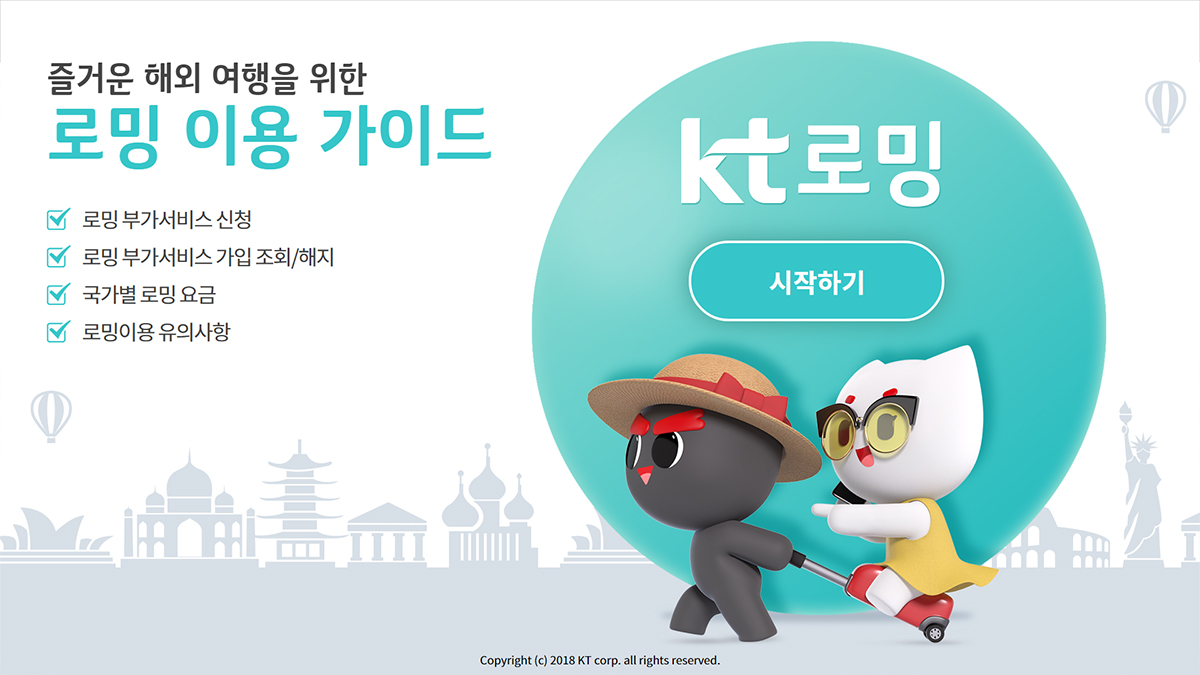 즐거운 해외 여행을 위한
로밍 이용 가이드
로밍 부가서비스 신청
로밍 부가서비스 가입 조회/해지
국가별 로밍 요금
로밍이용 유의사항
kt로밍
시작하기
Copyright (c) 2018 KT corp. all rights reserved.